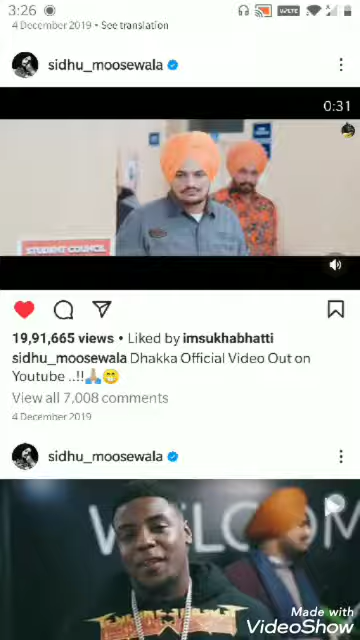 3:26
VoLTE
4 December 2019 • See translation
sidhu_moosewala
0:31
STUDENT COUNCIL
19,91,665 views • Liked by imsukhabhatti
sidhu_moosewala Dhakka Official Video Out on
Youtube ..!!🙏🏼😁
View all 7,008 comments
4 December 2019
sidhu_moosewala
Made with
VideoShow